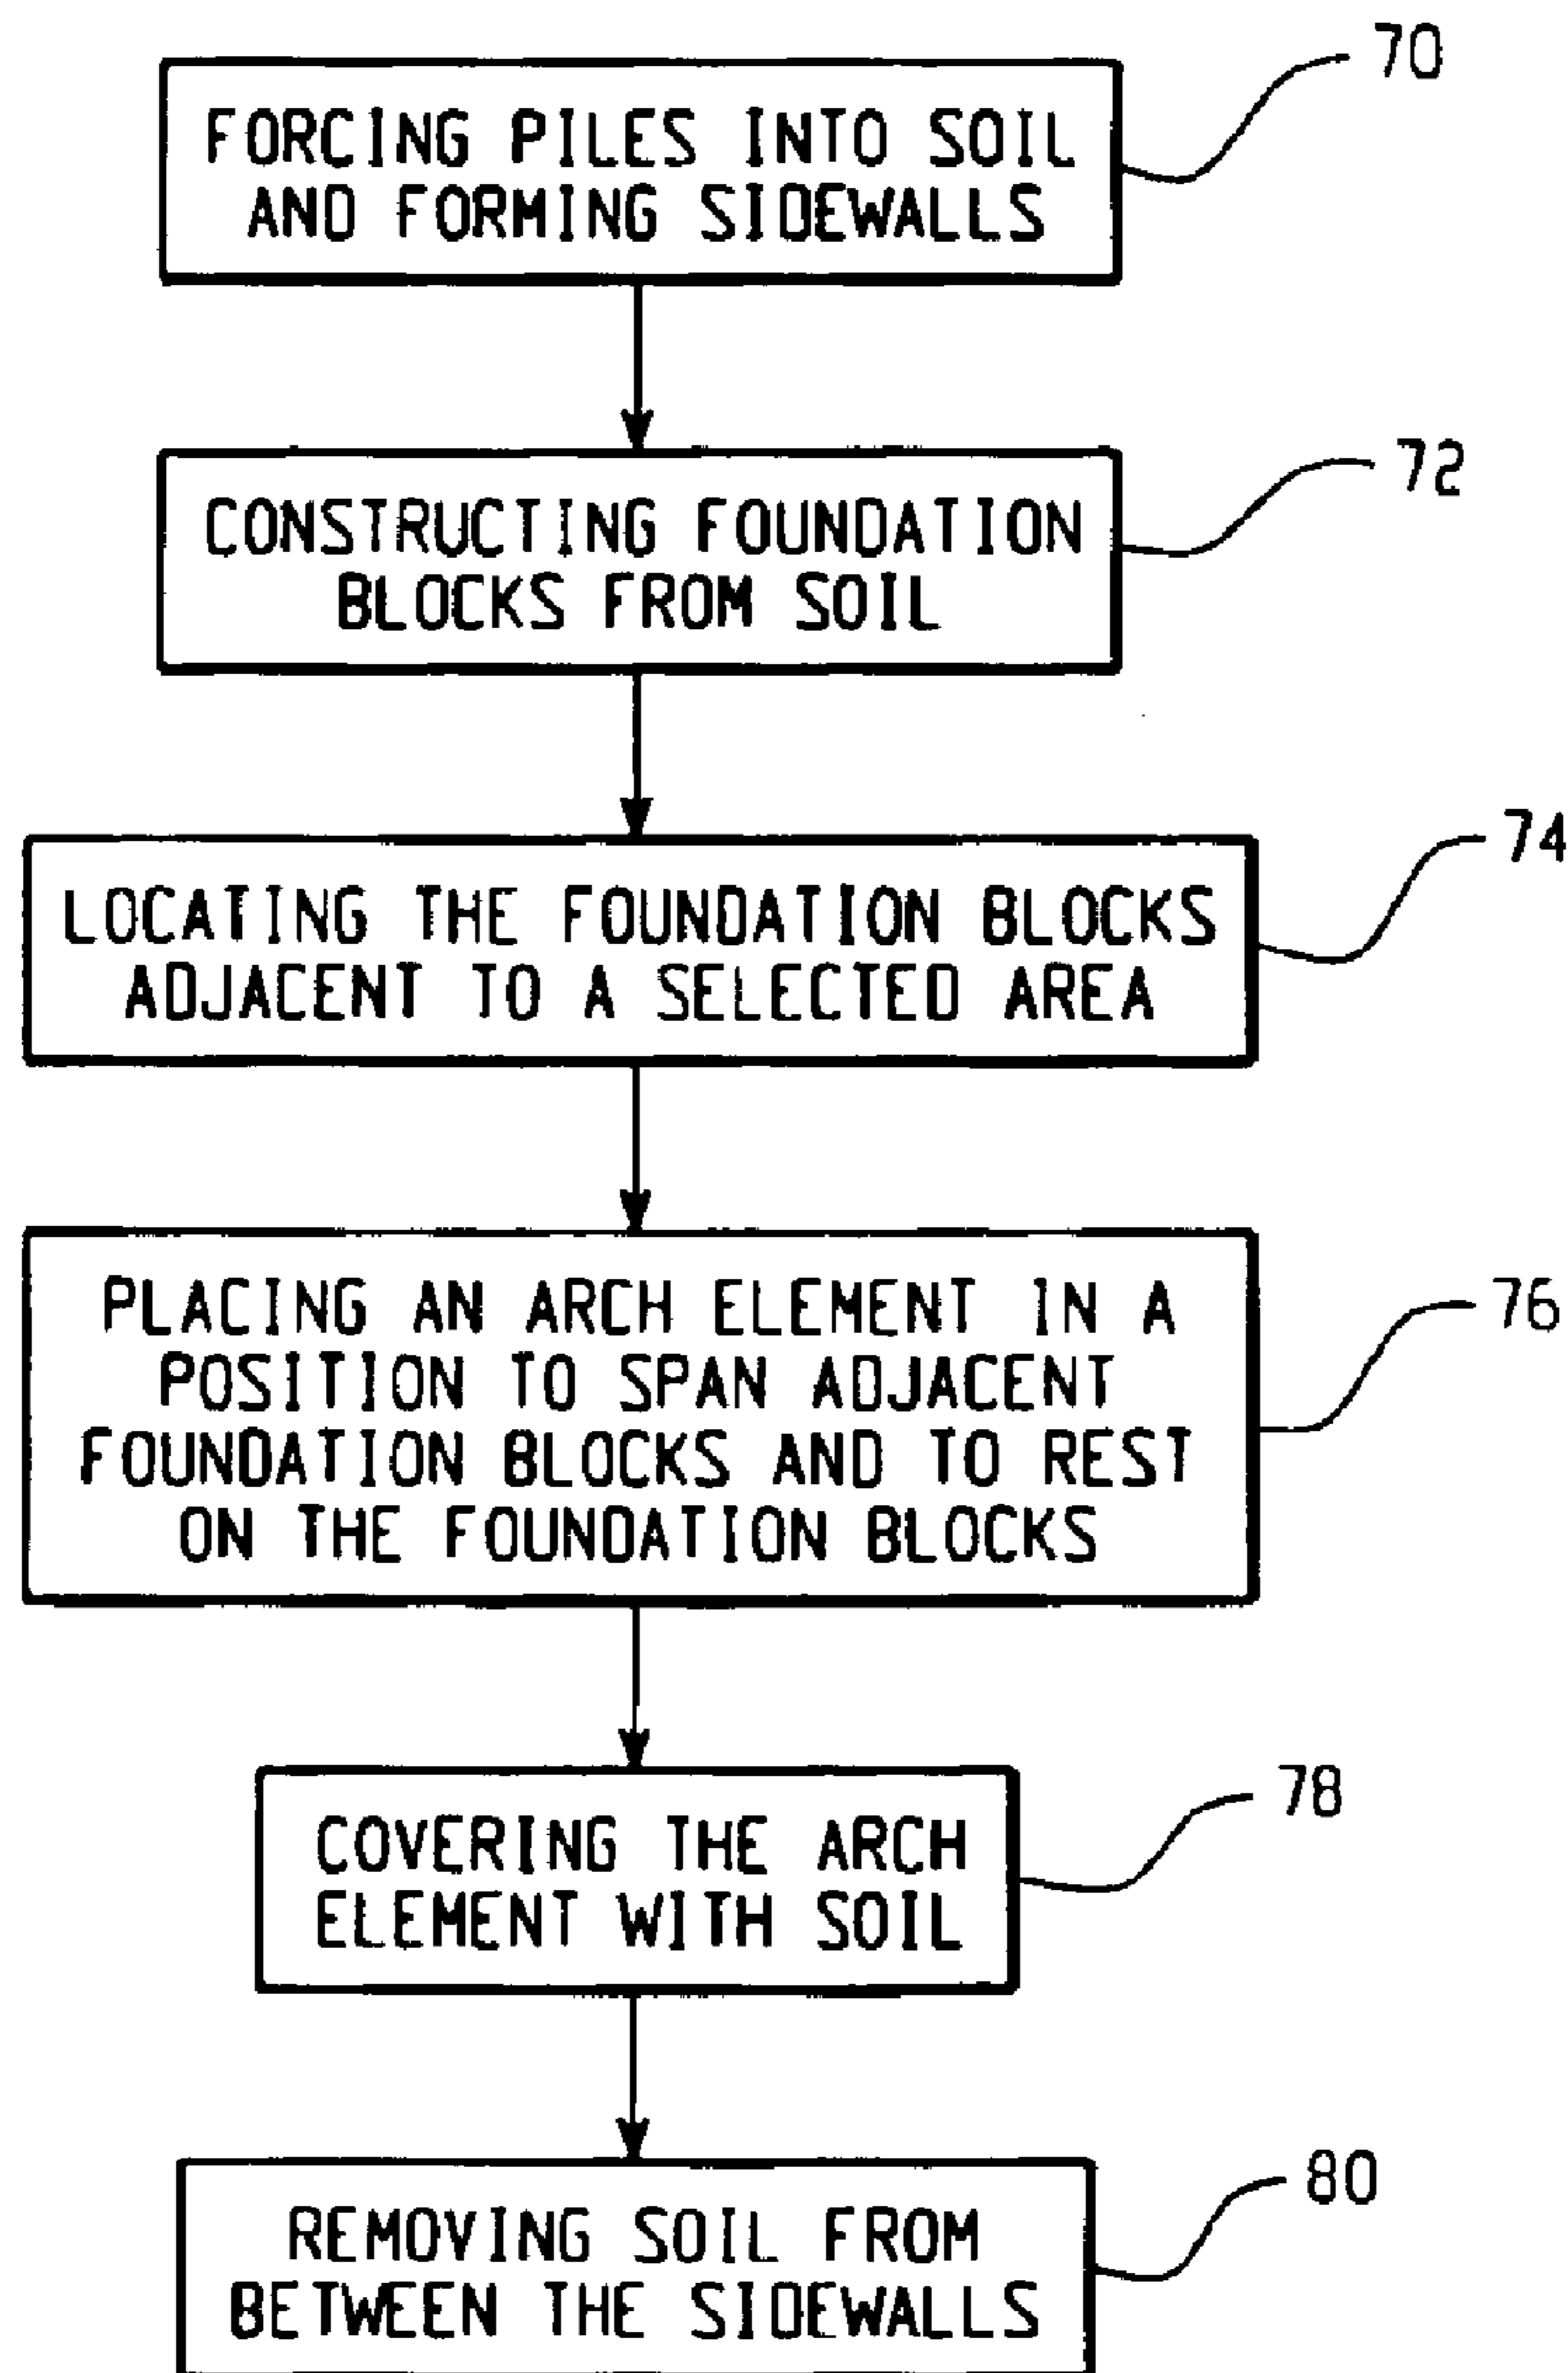 70
FORCING PILES INTO SOIL
AND FORMING SIDEWALLS
72
CONSTRUCTING FOUNDATION
BLOCKS FROM SOIL
74
LOCATING THE FOUNDATION BLOCKS
ADJACENT TO A SELECTED AREA
76
PLACING AN ARCH ELEMENT IN A
POSITION TO SPAN ADJACENT
FOUNDATION BLOCKS AND TO REST
ON THE FOUNDATION BLOCKS
78
COVERING THE ARCH
ELEMENT WITH SOIL
80
REMOVING SOIL FROM
BETWEEN THE SIDEWALLS